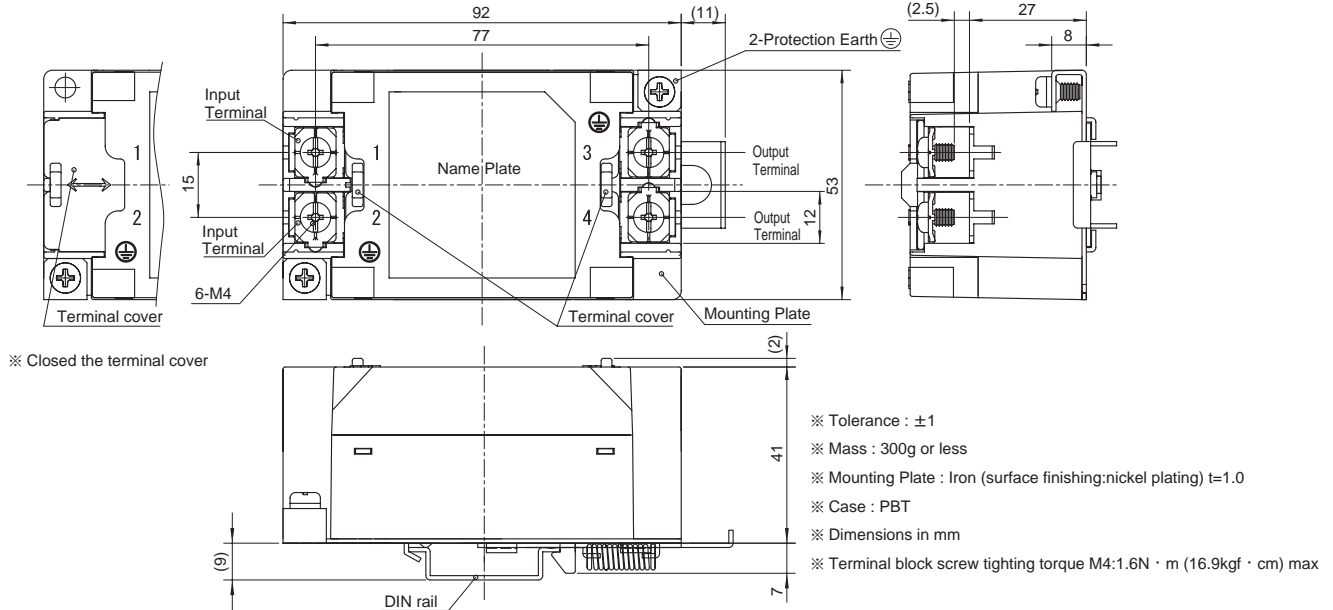 92
(11)
77
2-Protection Earth
(2.5)
27
8
Input
Terminal
1
2
15
1
2
Name Plate
3
4
Output
Terminal
Output
Terminal
12
53
Input
Terminal
6-M4
Terminal cover
Terminal cover
Mounting Plate
※ Closed the terminal cover
(2)
41
(9)
7
DIN rail
※ Tolerance : ±1
※ Mass : 300g or less
※ Mounting Plate : Iron (surface finishing:nickel plating) t=1.0
※ Case : PBT
※ Dimensions in mm
※ Terminal block screw tighting torque M4:1.6N · m (16.9kgf · cm) max